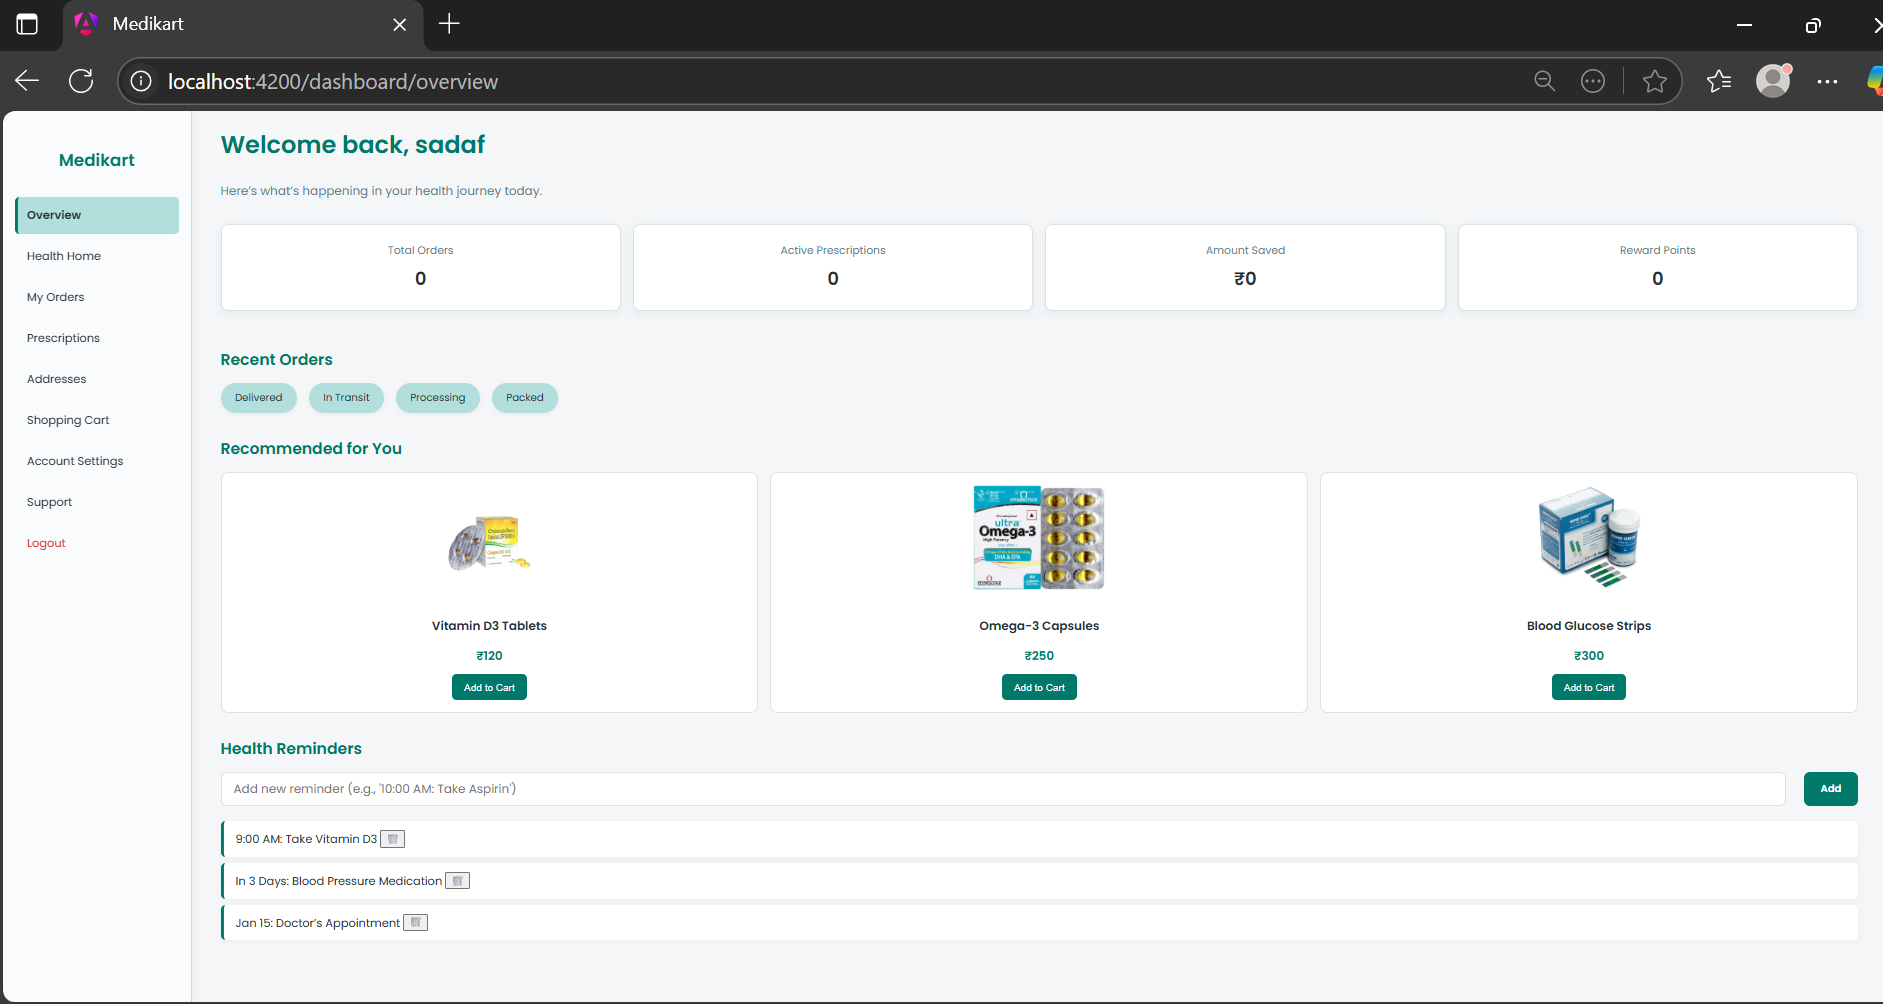 Medikart
localhost:4200/dashboard/overview
Medikart
Overview
Health Home
My Orders
Prescriptions
Addresses
Shopping Cart
Account Settings
Support
Logout
Welcome back, sadaf
Here's what's happening in your health journey today.
Total Orders
0
Active Prescriptions
0
Amount Saved
₹0
Reward Points
0
Recent Orders
Delivered
In Transit
Processing
Packed
Recommended for You
Vitamin D3 Tablets
₹120
Add to Cart
ultra
Omega-3
High Potency
DHA & EPA
Omega-3 Capsules
₹250
Add to Cart
Blood Glucose Strips
₹300
Add to Cart
Health Reminders
Add new reminder (e.g., '10:00 AM: Take Aspirin')
Add
9:00 AM: Take Vitamin D3
In 3 Days: Blood Pressure Medication
Jan 15: Doctor's Appointment